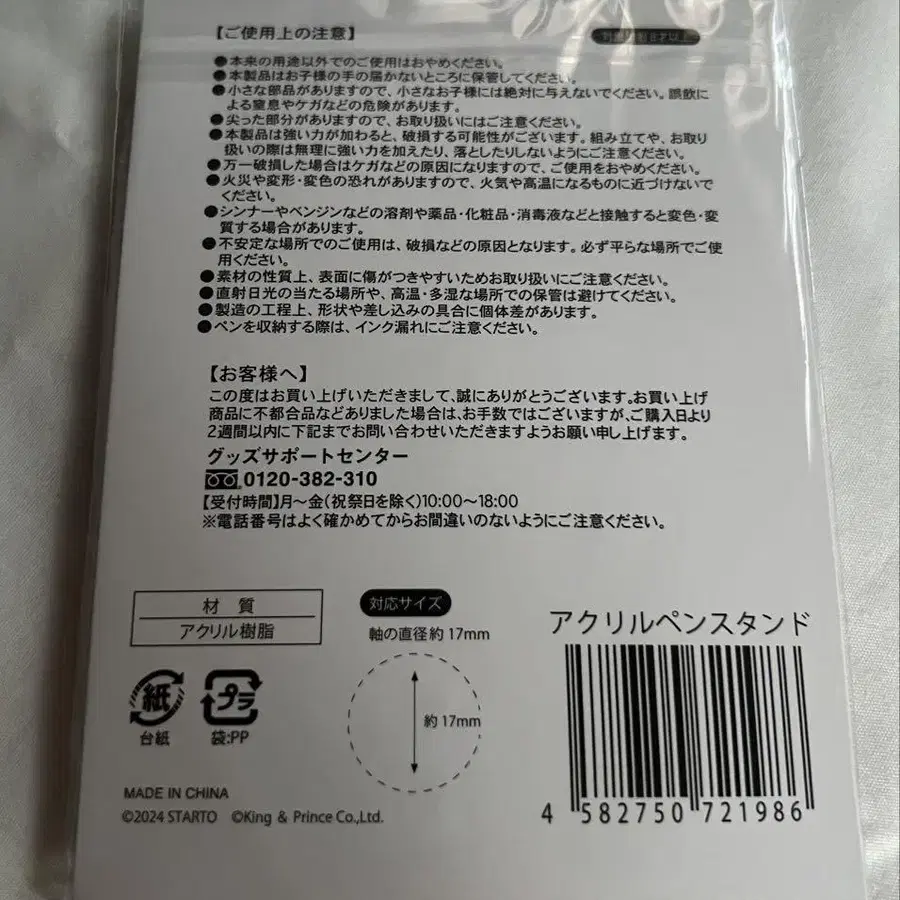 【ご使用上の注意】
対象年齢8才以上
●本来の用途以外でのご使用はおやめください。
●本製品はお子様の手の届かないところに保管してください。
●小さな部品がありますので、小さなお子様には絶対に与えないでください。誤飲に
よる窒息やケガなどの危険があります。
●尖った部分がありますので、お取り扱いにはご注意ください。
●本製品は強い力が加わると、破損する可能性がございます。組み立てや、お取り
扱いの際は無理に強い力を加えたり、落としたりしないようにご注意ください。
●万一破損した場合はケガなどの原因になりますので、ご使用をおやめください。
●火災や変形・変色の恐れがありますので、火気や高温になるものに近づけないで
ください。
●シンナーやベンジンなどの溶剤や薬品・化粧品・消毒液などと接触すると変色・変
質する場合があります。
●不安定な場所でのご使用は、破損などの原因となります。必ず平らな場所でご使
用ください。
●素材の性質上、表面に傷がつきやすいためお取り扱いにご注意ください。
●直射日光の当たる場所や、高温・多湿な場所での保管は避けてください。
●製造の工程上、形状や差し込みの具合に個体差があります。
●ペンを収納する際は、インク漏れにご注意ください。
【お客様へ】
この度はお買い上げいただきまして、誠にありがとうございます。お買い上げ
商品に不都合品などありました場合は、お手数ではございますが、ご購入日より
2週間以内に下記までお問い合わせいただきますようお願い申し上げます。
グッズサポートセンター
0120-382-310
【受付時間】月〜金(祝祭日を除く)10:00〜18:00
※電話番号はよく確かめてからお間違いのないようにご注意ください。
材 質
アクリル樹脂
対応サイズ
軸の直径約17mm
約17mm
アクリルペンスタンド
紙
台紙
プラ
袋:PP
MADE IN CHINA
©2024 STARTO ©King & Prince Co.,Ltd.
4 582750 721986